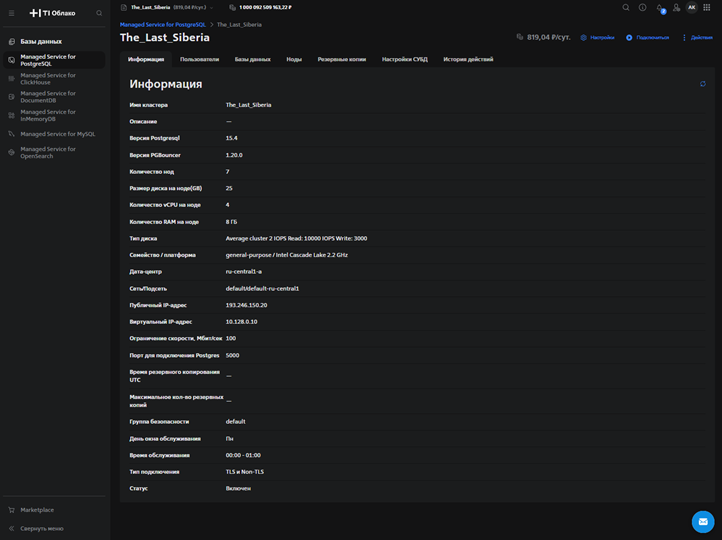 T1 Облако
The_Last_Siberia (819,04 ₽/сут.)
1 000 092 509 163,22 ₽
2
АК
Базы данных
Managed Service for
PostgreSQL
Managed Service for
ClickHouse
Managed Service for
DocumentDB
Managed Service for
InMemoryDB
Managed Service for MySQL
Managed Service for
OpenSearch
Marketplace
Свернуть меню
Managed Service for PostgreSQL > The_Last_Siberia
The_Last_Siberia
819,04 ₽/сут.
Настройки
Подключиться
Действия
Информация Пользователи Базы данных Ноды Резервные копии Настройки СУБД История действий
Информация
Имя кластера The_Last_Siberia
Описание —
Версия Postgresql 15.4
Версия PGBouncer 1.20.0
Количество нод 7
Размер диска на ноде(GB) 25
Количество vCPU на ноде 4
Количество RAM на ноде 8 ГБ
Тип диска Average cluster 2 IOPS Read: 10000 IOPS Write: 3000
Семейство / платформа general-purpose / Intel Cascade Lake 2.2 GHz
Дата-центр ru-central1-a
Сеть/Подсеть default/default-ru-central1
Публичный IP-адрес 193.246.150.20
Виртуальный IP-адрес 10.128.0.10
Ограничение скорости, Мбит/сек 100
Порт для подключения Postgres 5000
Время резервного копирования
UTC —
Максимальное кол-во резервных
копий —
Группа безопасности default
День окна обслуживания Пн
Время обслуживания 00:00 - 01:00
Тип подключения TLS и Non-TLS
Статус Включен